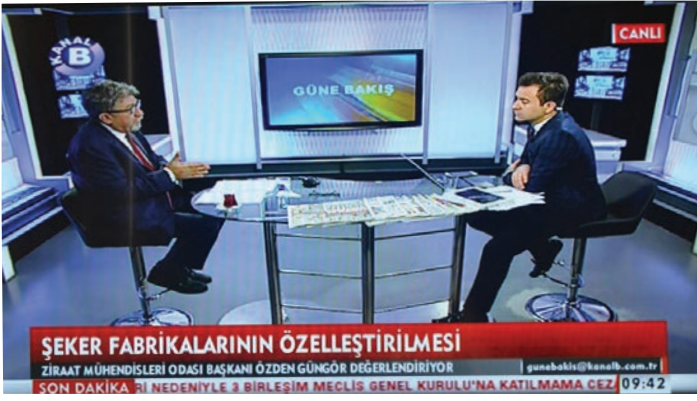 KANAL B
CANLI
GÜNE BAKIŞ
ŞEKER FABRİKALARININ ÖZELLEŞTİRİLMESİ
ZİRAAT MÜHENDİSLERİ ODASI BAŞKANI ÖZDEN GÜNGÖR DEĞERLENDİRİYOR
gunebakis@kanalb.com.tr
SON DAKİKA
Rİ NEDENİYLE 3 BİRLEŞİM MECLİS GENEL KURULU'NA KATILMAMA CEZA
09:42